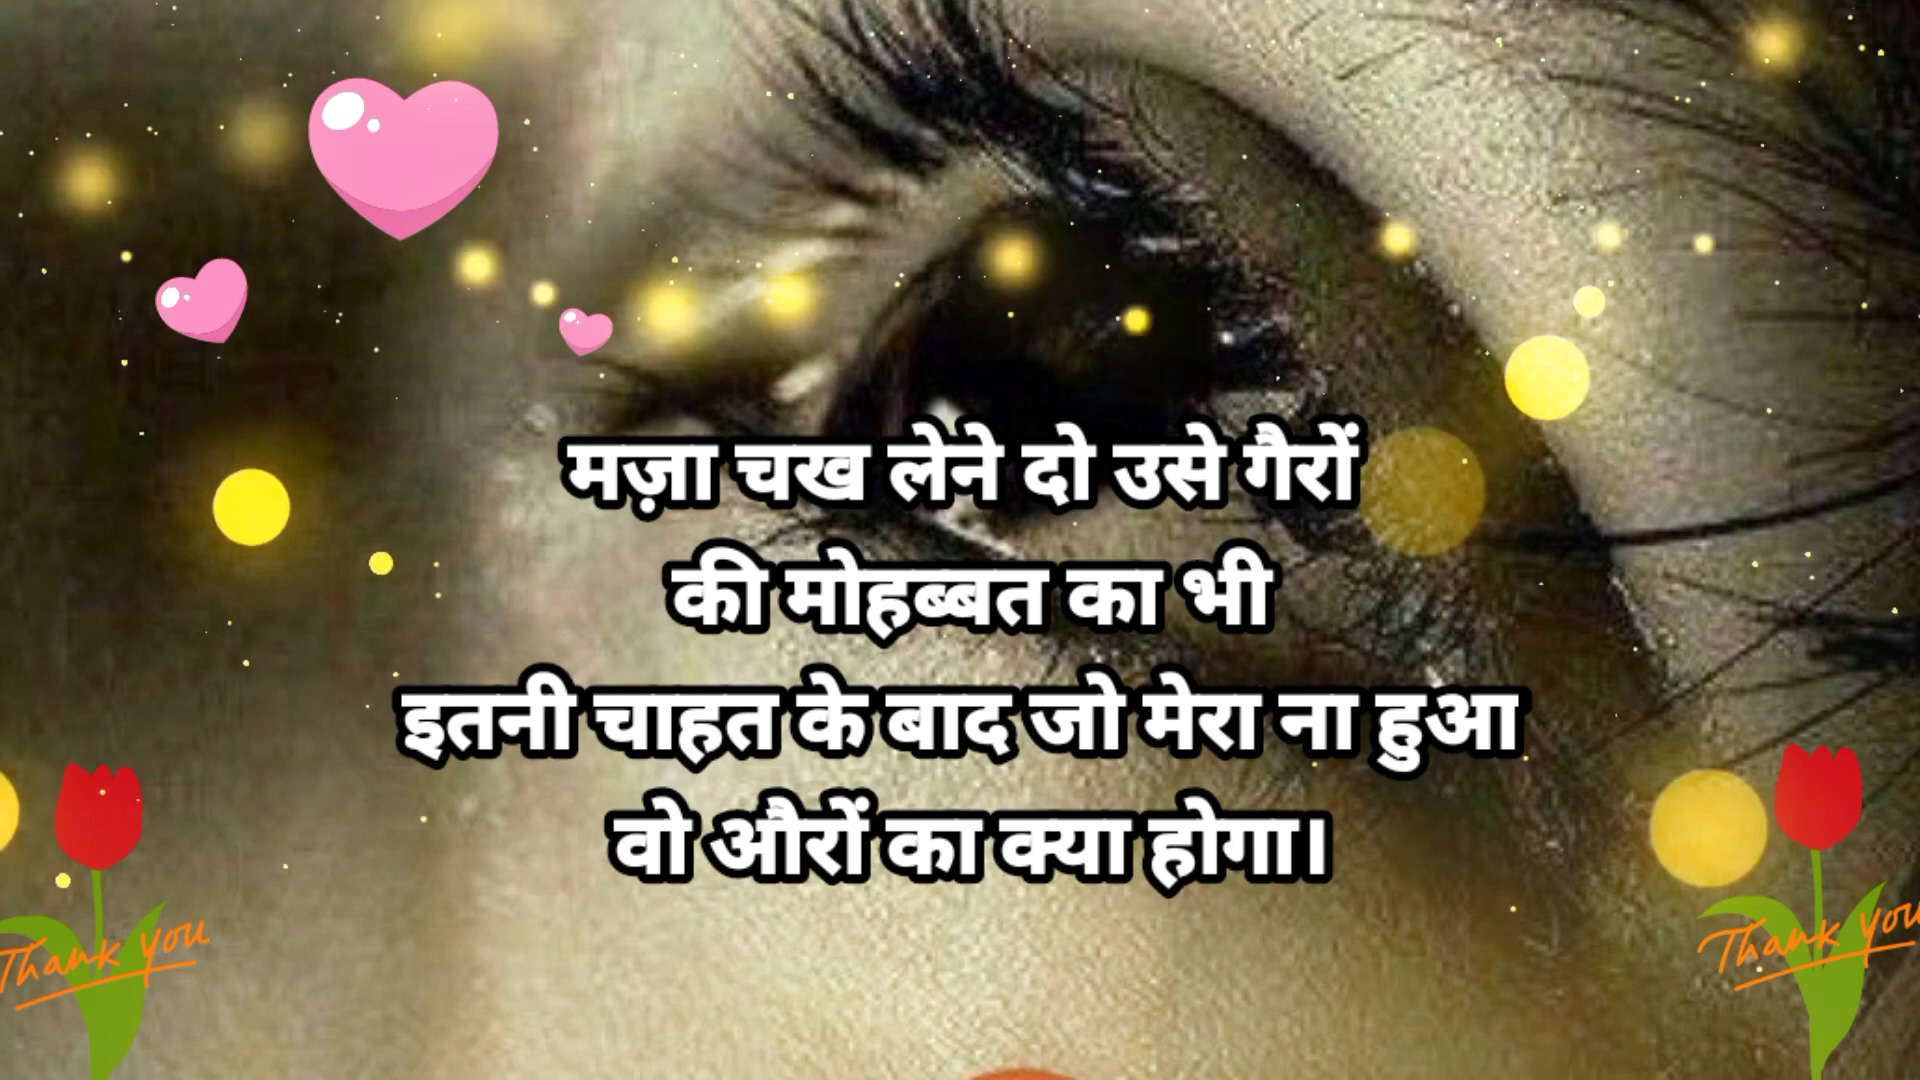 मज़ा चख लेने दो उसे गैरों
की मोहब्बत का भी
इतनी चाहत के बाद जो मेरा ना हुआ
वो औरों का क्या होगा।
Thank you
Thank you